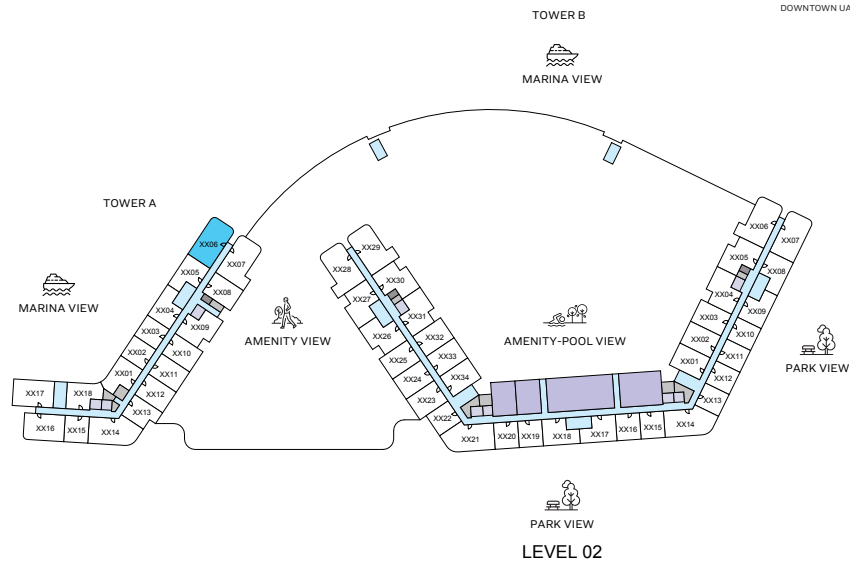 DOWNTOWN UA
TOWER B
MARINA VIEW
TOWER A
MARINA VIEW
AMENITY VIEW
AMENITY-POOL VIEW
PARK VIEW
XX06
XX07
XX05
XX08
XX04
XX09
XX03
XX10
XX02
XX11
XX01
XX12
XX13
XX17
XX18
XX16
XX15
XX14
XX29
XX28
XX30
XX27
XX31
XX26
XX32
XX25
XX33
XX24
XX34
XX23
XX22
XX21
XX20
XX19
XX18
XX17
XX16
XX15
XX14
XX06
XX07
XX05
XX08
XX04
XX09
XX03
XX10
XX02
XX11
XX01
XX12
XX13
PARK VIEW
LEVEL 02